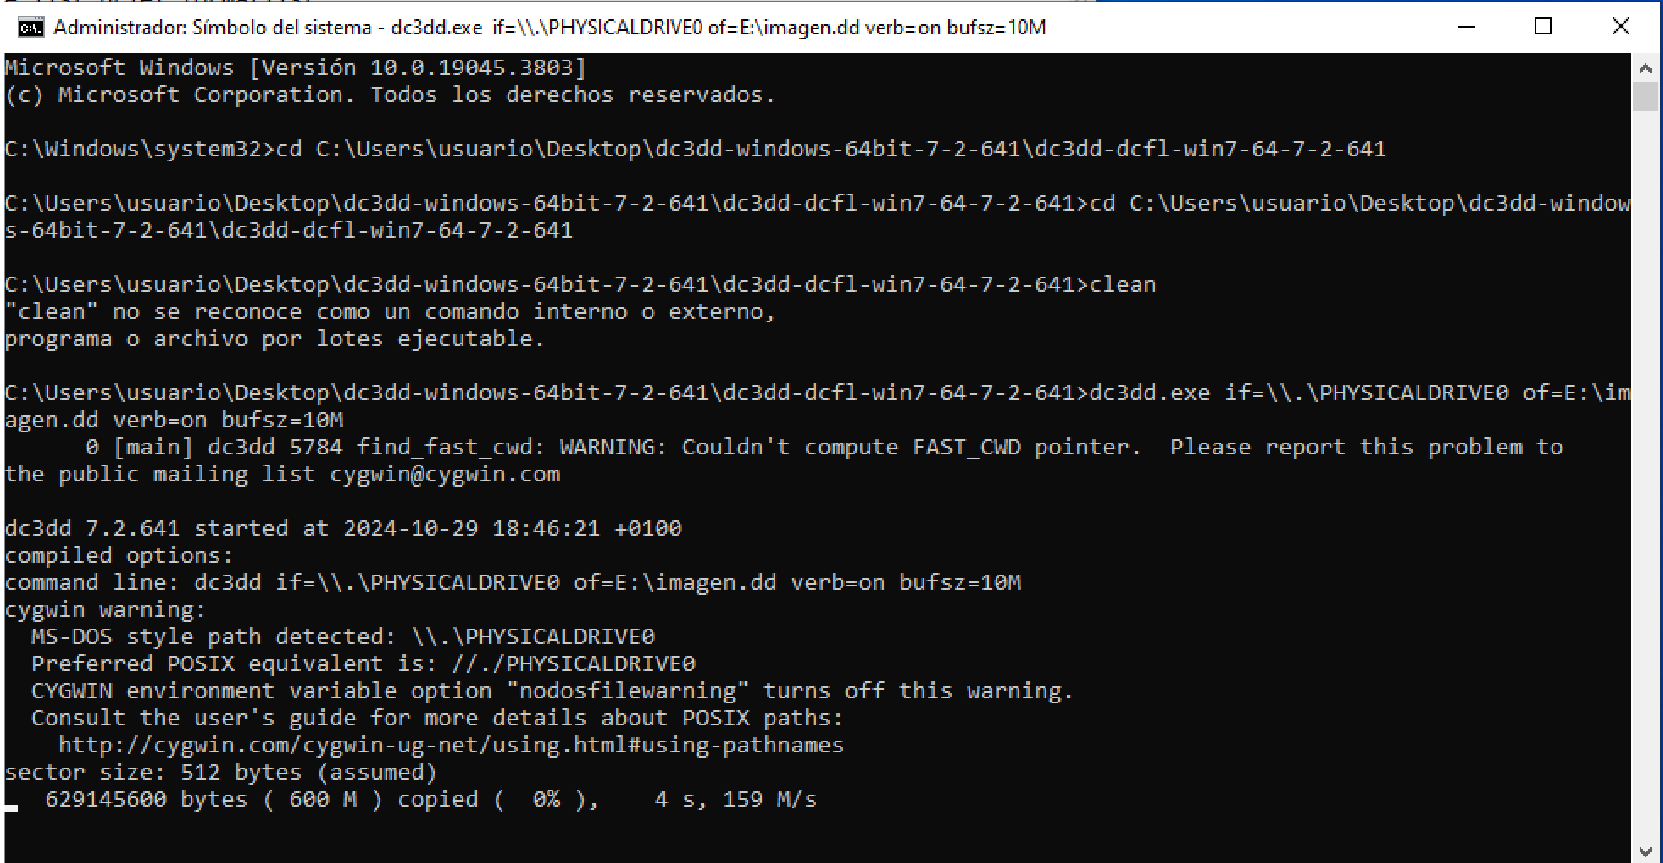 Administrador: Símbolo del sistema - dc3dd.exe  if=\\.\PHYSICALDRIVE0 of=E:\imagen.dd verb=on bufsz=10M
Microsoft Windows [Versión 10.0.19045.3803]
(c) Microsoft Corporation. Todos los derechos reservados.
C:\Windows\system32>cd C:\Users\usuario\Desktop\dc3dd-windows-64bit-7-2-641\dc3dd-dcfl-win7-64-7-2-641
C:\Users\usuario\Desktop\dc3dd-windows-64bit-7-2-641\dc3dd-dcfl-win7-64-7-2-641>cd C:\Users\usuario\Desktop\dc3dd-window
s-64bit-7-2-641\dc3dd-dcfl-win7-64-7-2-641
C:\Users\usuario\Desktop\dc3dd-windows-64bit-7-2-641\dc3dd-dcfl-win7-64-7-2-641>clean
"clean" no se reconoce como un comando interno o externo,
programa o archivo por lotes ejecutable.
C:\Users\usuario\Desktop\dc3dd-windows-64bit-7-2-641\dc3dd-dcfl-win7-64-7-2-641>dc3dd.exe if=\\.\PHYSICALDRIVE0 of=E:\im
agen.dd verb=on bufsz=10M
      0 [main] dc3dd 5784 find_fast_cwd: WARNING: Couldn't compute FAST_CWD pointer.  Please report this problem to
the public mailing list cygwin@cygwin.com
dc3dd 7.2.641 started at 2024-10-29 18:46:21 +0100
compiled options:
command line: dc3dd if=\\.\PHYSICALDRIVE0 of=E:\imagen.dd verb=on bufsz=10M
cygwin warning:
  MS-DOS style path detected: \\.\PHYSICALDRIVE0
  Preferred POSIX equivalent is: //./PHYSICALDRIVE0
  CYGWIN environment variable option "nodosfilewarning" turns off this warning.
  Consult the user's guide for more details about POSIX paths:
    http://cygwin.com/cygwin-ug-net/using.html#using-pathnames
sector size: 512 bytes (assumed)
   629145600 bytes ( 600 M ) copied (  0% ),    4 s, 159 M/s